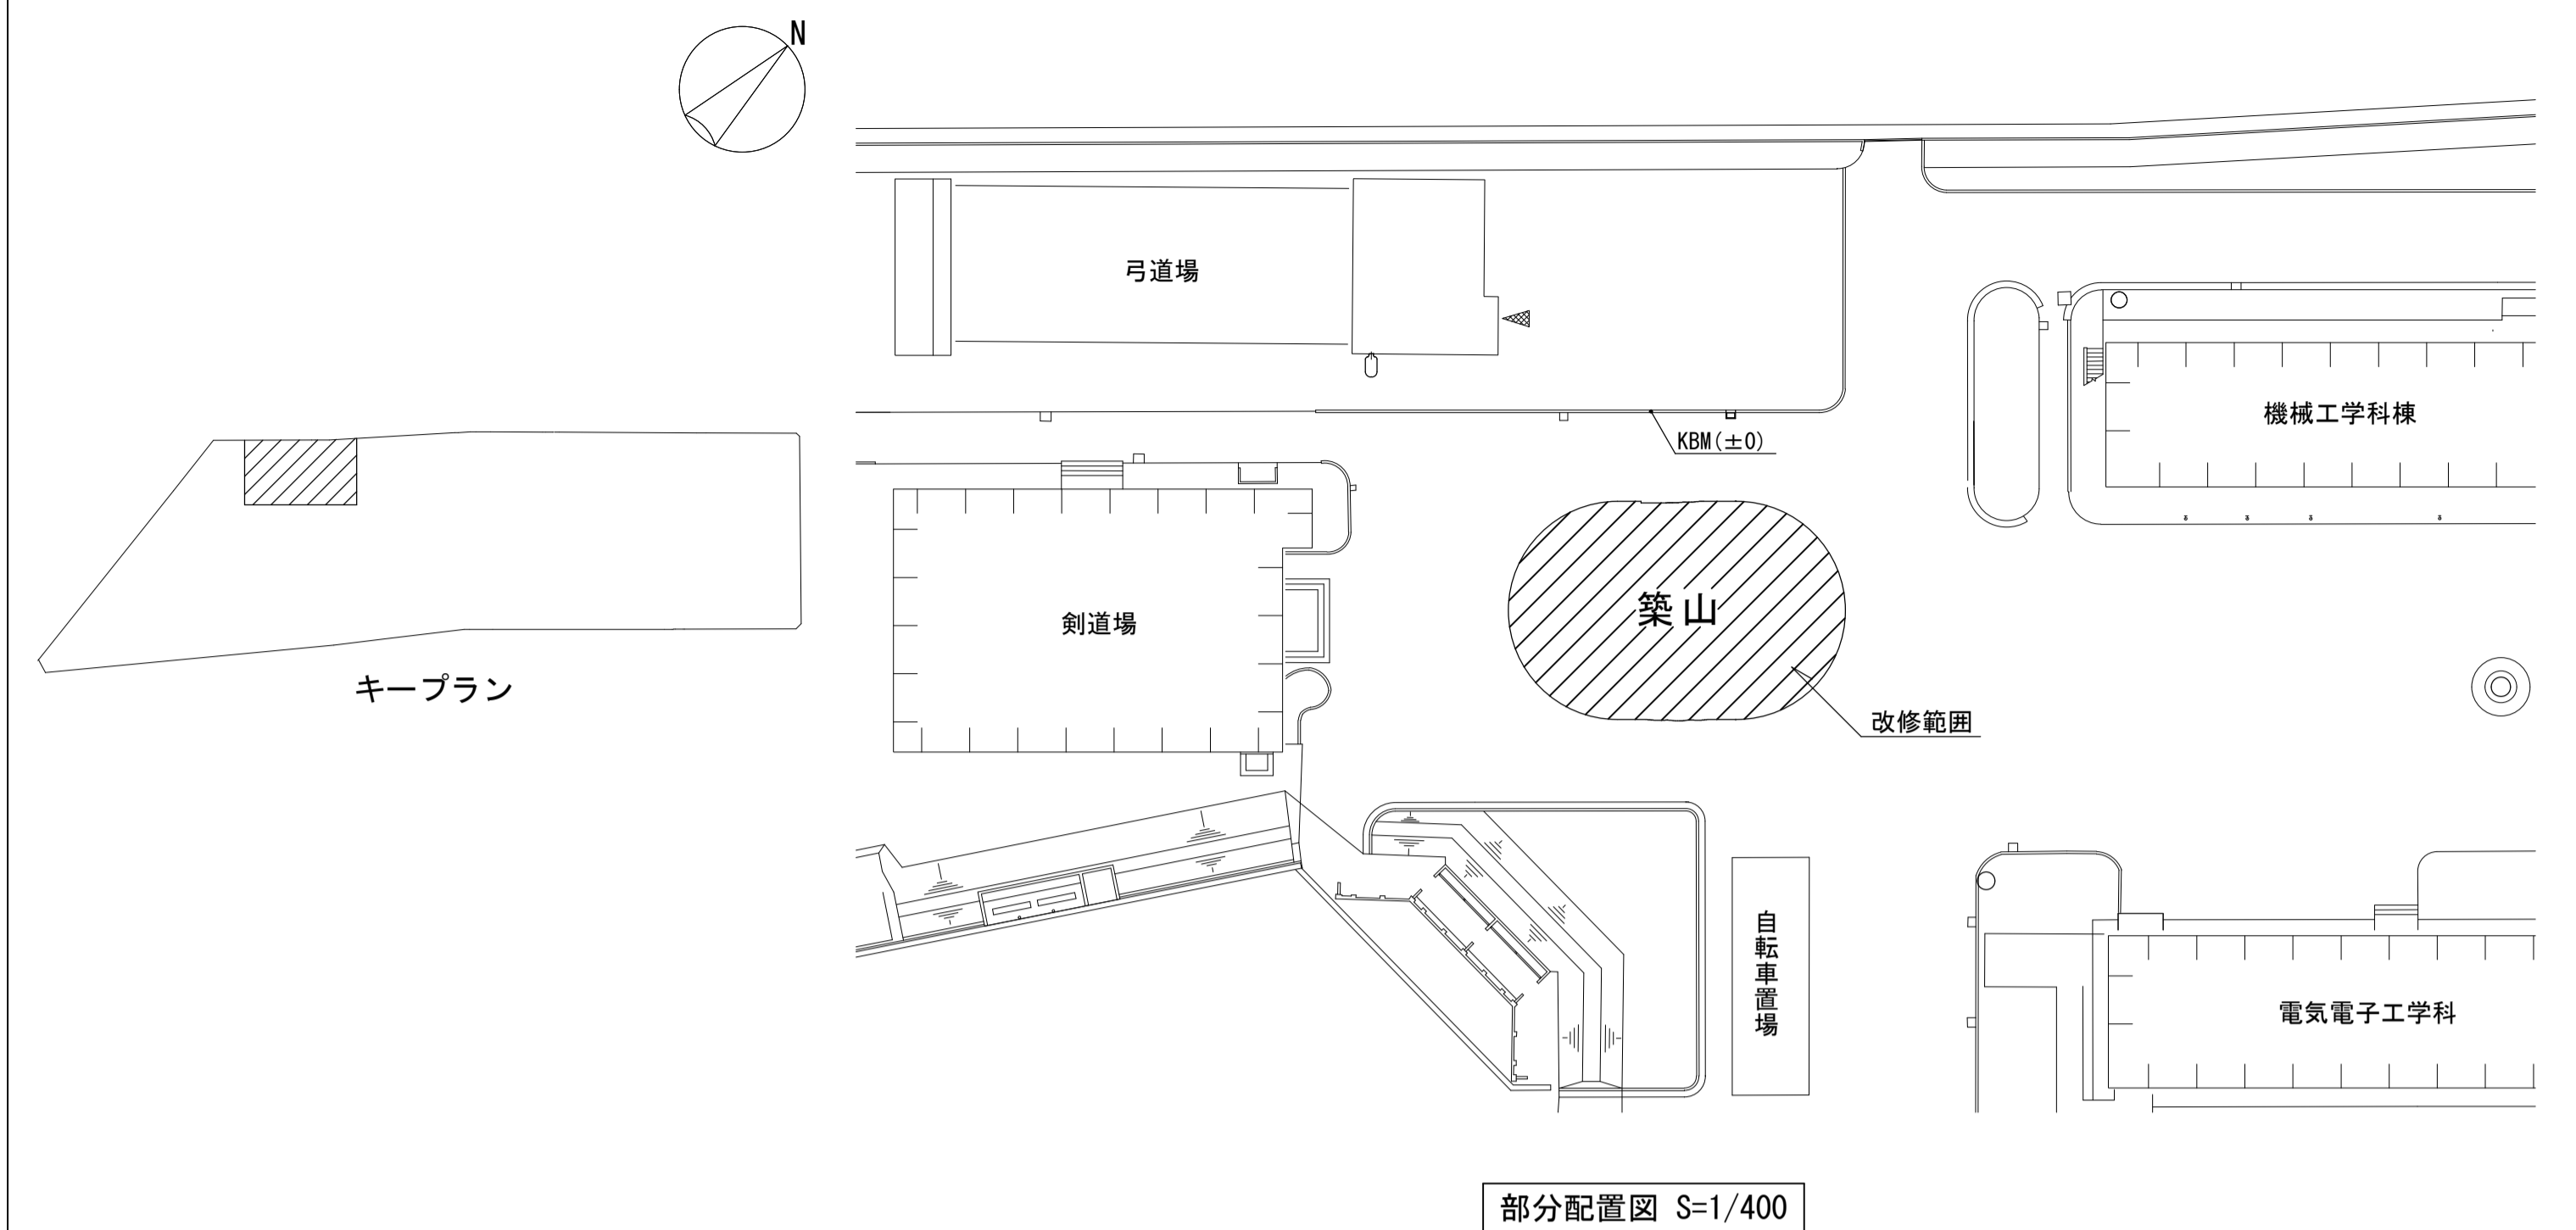 N
弓道場
機械工学科棟
KBM(±0)
築山
剣道場
キープラン
改修範囲
自転車置場
電気電子工学科
部分配置図 S=1/400